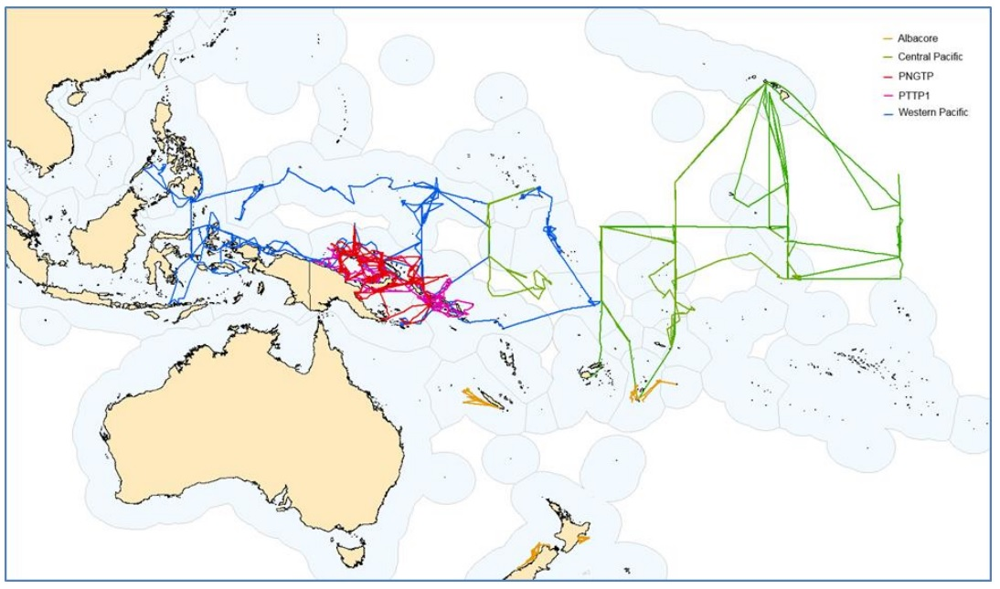 Albacore
Central Pacific
PNGTP
PTTP1
Western Pacific